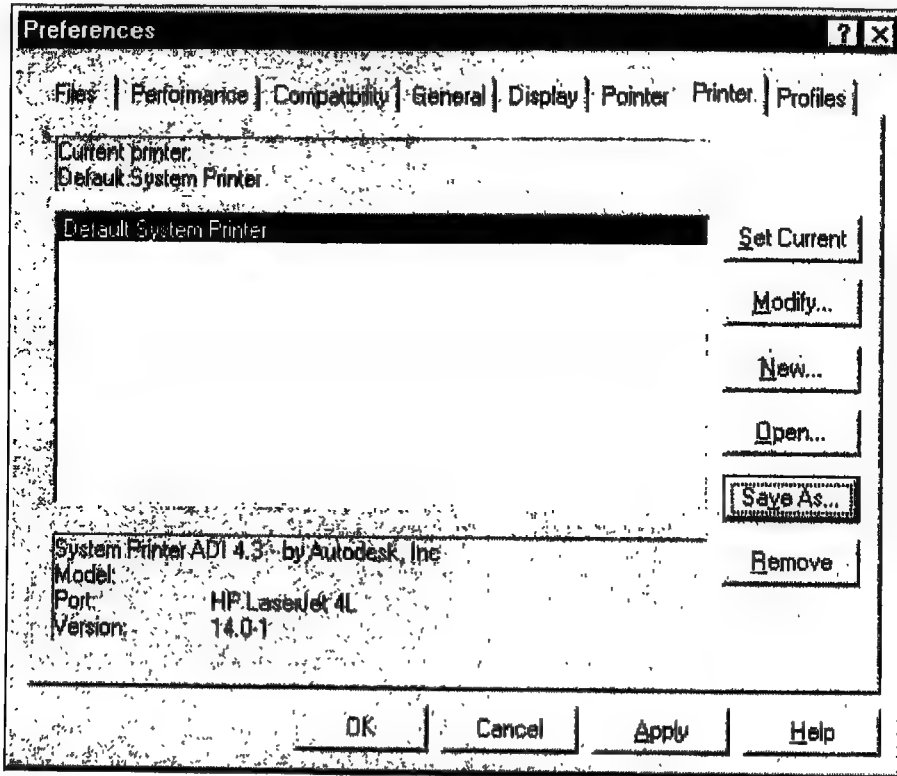 Preferences
Files Performance Compatibility General Display Pointer Printer Profiles
Current printer:
Default System Printer
Default System Printer
Set Current
Modify...
New...
Open...
Save As...
Remove
System Printer ADI 4.3 - by Autodesk, Inc
Model:
Port: HP LaserJet 4L
Version: 14.0-1
OK Cancel Apply Help